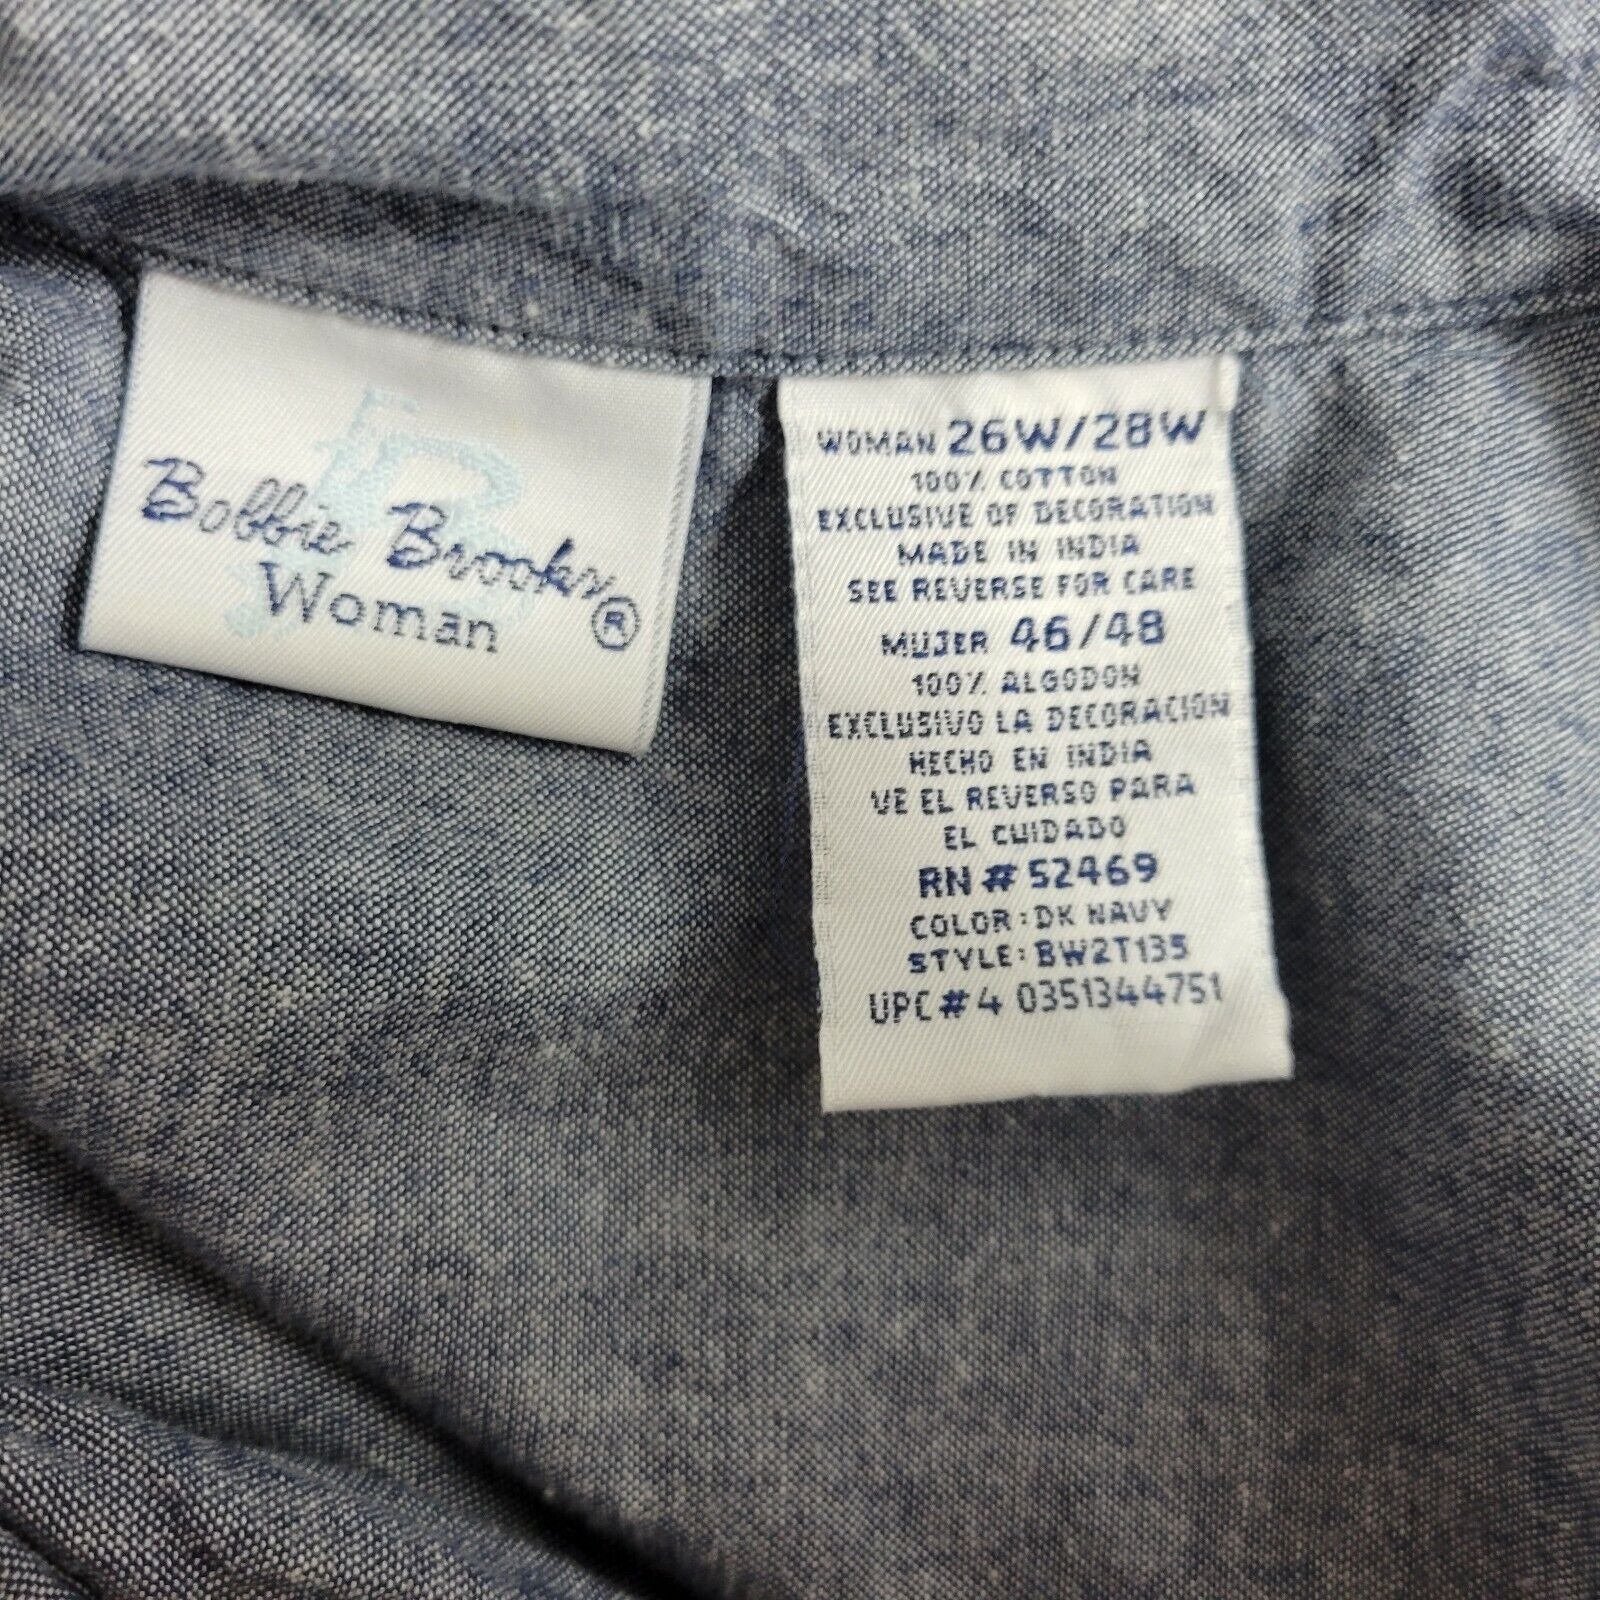 Bobbie Brooks®
Woman
WOMAN 26W/28W
100% COTTON
EXCLUSIVE OF DECORATION
MADE IN INDIA
SEE REVERSE FOR CARE
MUJER 46/48
100% ALGODON
EXCLUSIVO LA DECORACION
HECHO EN INDIA
VE EL REVERSO PARA
EL CUIDADO
RN # 52469
COLOR: DK NAVY
STYLE: BW2T135
UPC # 4 0351344751